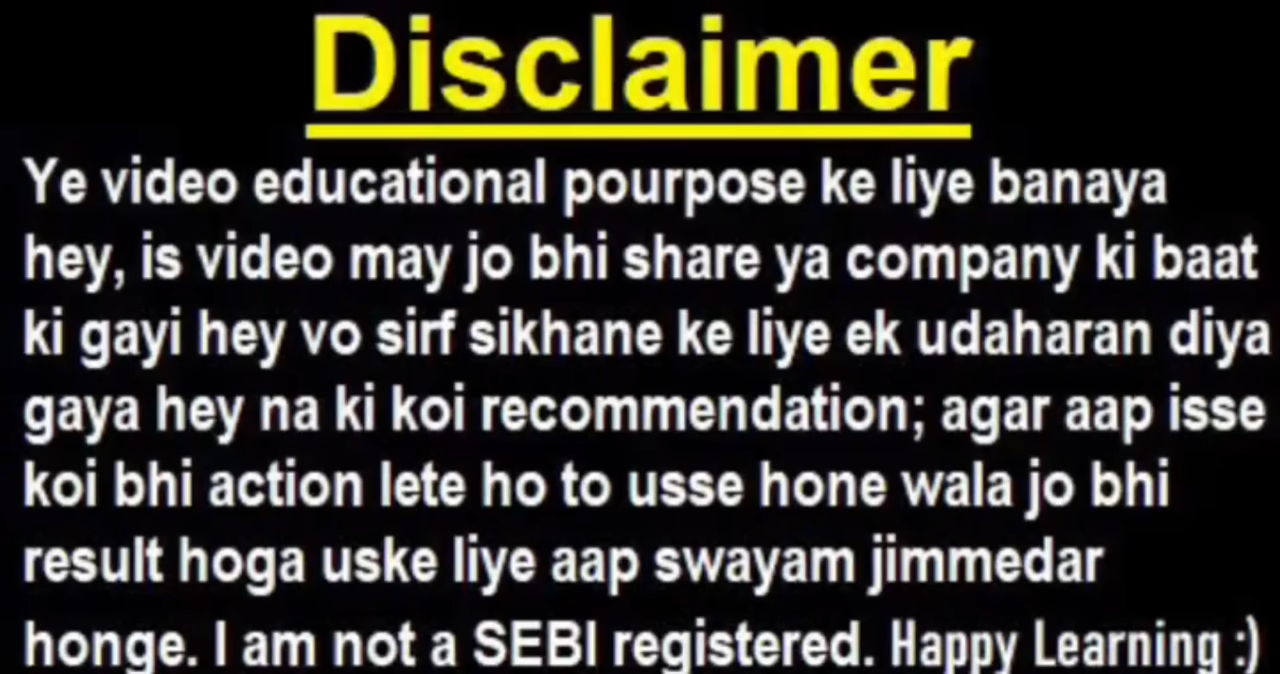 Disclaimer
Ye video educational pourpose ke liye banaya
hey, is video may jo bhi share ya company ki baat
ki gayi hey vo sirf sikhane ke liye ek udaharan diya
gaya hey na ki koi recommendation; agar aap isse
koi bhi action lete ho to usse hone wala jo bhi
result hoga uske liye aap swayam jimmedar
honge. I am not a SEBI registered. Happy Learning :)